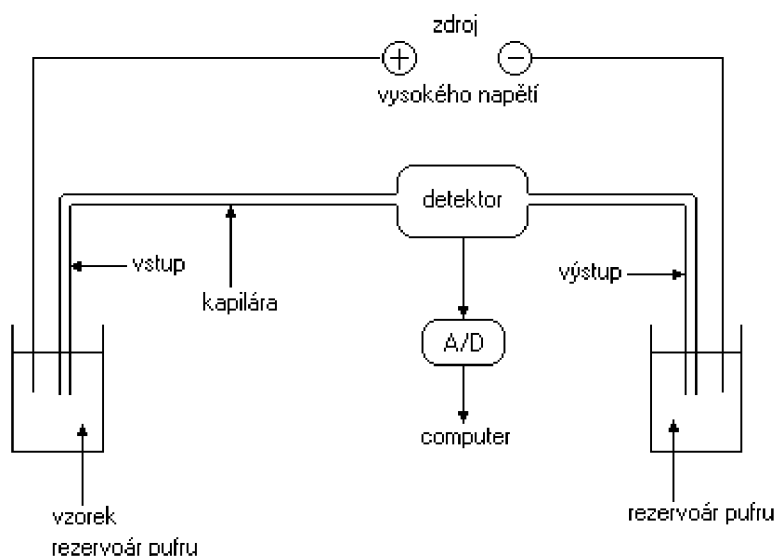 zdroj
+
−
vysokého napětí
detektor
vstup
kapilára
výstup
A/D
computer
vzorek
rezervoár pufru
rezervoár pufru